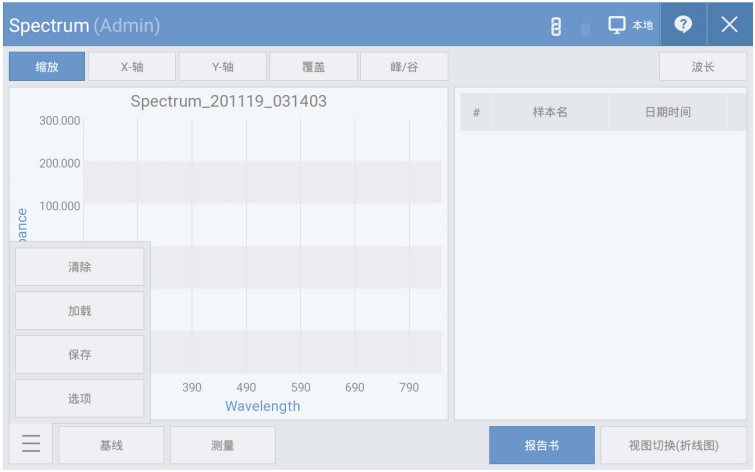 Spectrum (Admin)
本地
缩放
X-轴
Y-轴
覆盖
峰/谷
波长
Spectrum_201119_031403
300.000
200.000
100.000
清除
加载
保存
选项
390 490 590 690 790
Wavelength
# 样本名 日期时间
基线
测量
报告书
视图切换(折线图)